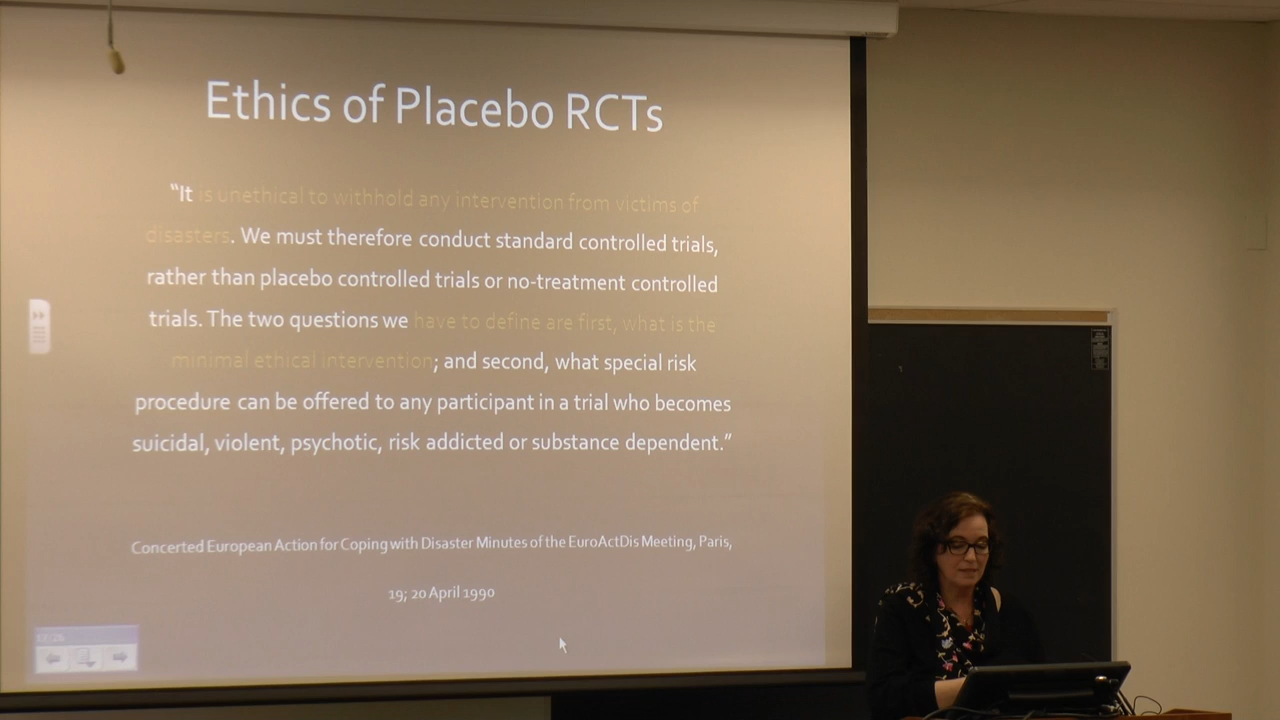 Ethics of Placebo RCTs
“It is unethical to withhold any intervention from victims of
disasters. We must therefore conduct standard controlled trials,
rather than placebo controlled trials or no-treatment controlled
trials. The two questions we have to define are first, what is the
minimal ethical intervention; and second, what special risk
procedure can be offered to any participant in a trial who becomes
suicidal, violent, psychotic, risk addicted or substance dependent.”
Concerted European Action for Coping with Disaster Minutes of the EuroActDis Meeting, Paris,
19; 20 April 1990